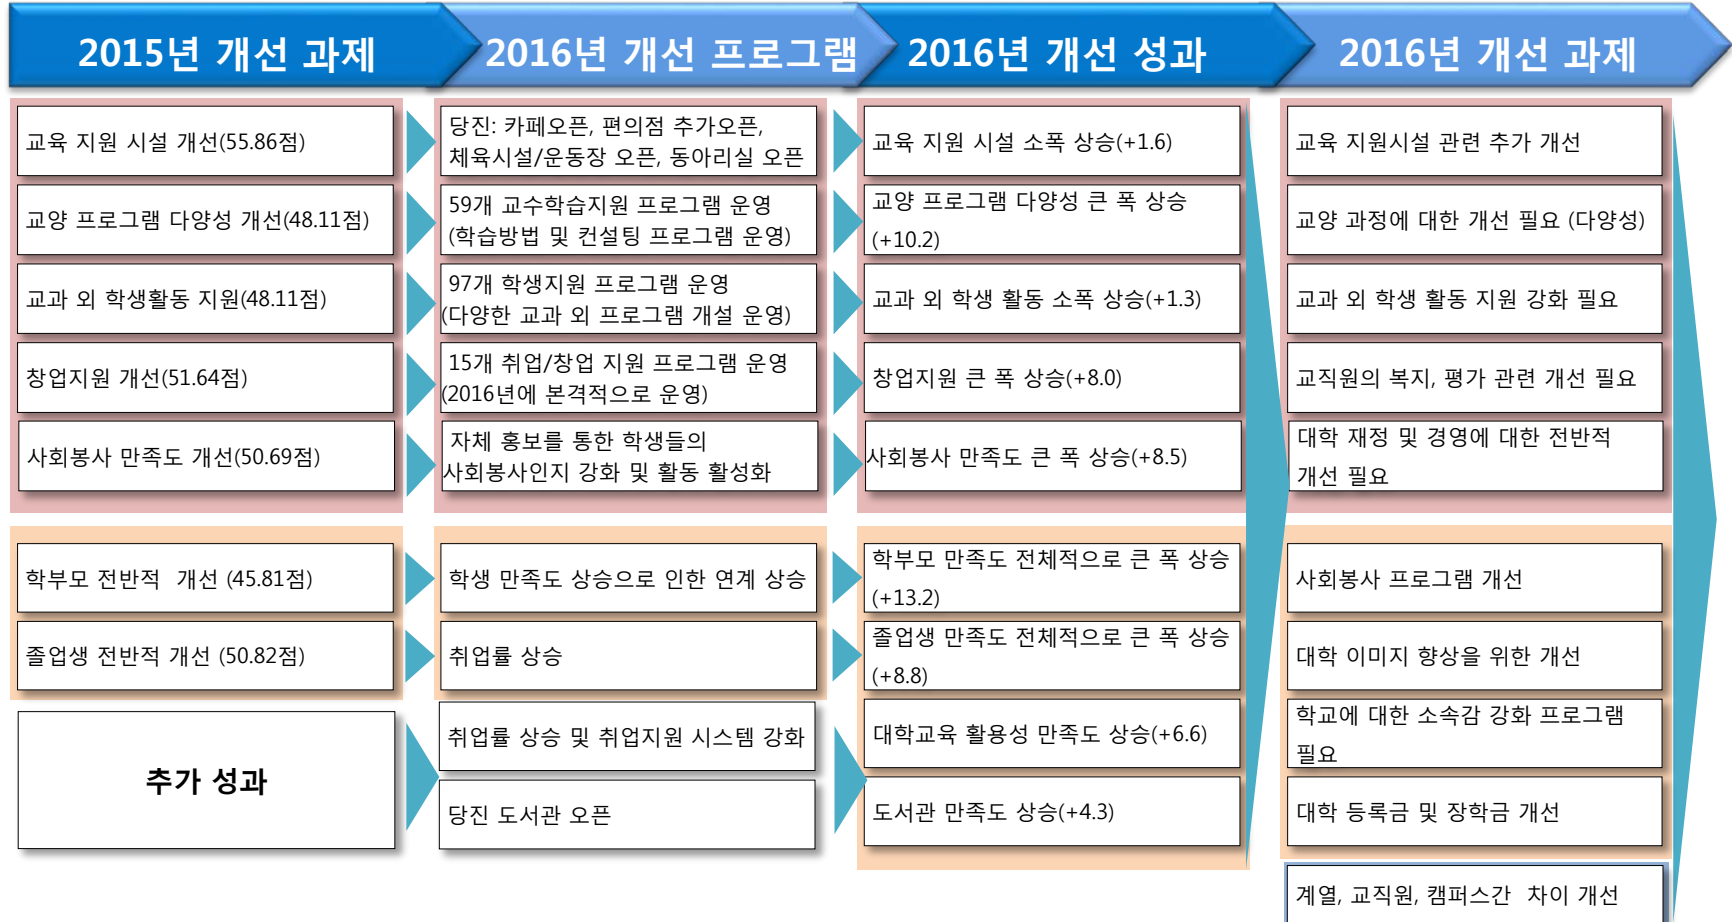 2015년 개선 과제
2016년 개선 프로그램
2016년 개선 성과
2016년 개선 과제
교육 지원 시설 개선(55.86점)
당진: 카페오픈, 편의점 추가오픈,
체육시설/운동장 오픈, 동아리실 오픈
교육 지원 시설 소폭 상승(+1.6)
교육 지원시설 관련 추가 개선
교양 프로그램 다양성 개선(48.11점)
59개 교수학습지원 프로그램 운영
(학습방법 및 컨설팅 프로그램 운영)
교양 프로그램 다양성 큰 폭 상승
(+10.2)
교양 과정에 대한 개선 필요 (다양성)
교과 외 학생활동 지원(48.11점)
97개 학생지원 프로그램 운영
(다양한 교과 외 프로그램 개설 운영)
교과 외 학생 활동 소폭 상승(+1.3)
교과 외 학생 활동 지원 강화 필요
창업지원 개선(51.64점)
15개 취업/창업 지원 프로그램 운영
(2016년에 본격적으로 운영)
창업지원 큰 폭 상승(+8.0)
교직원의 복지, 평가 관련 개선 필요
사회봉사 만족도 개선(50.69점)
자체 홍보를 통한 학생들의
사회봉사인지 강화 및 활동 활성화
사회봉사 만족도 큰 폭 상승(+8.5)
대학 재정 및 경영에 대한 전반적
개선 필요
학부모 전반적 개선 (45.81점)
학생 만족도 상승으로 인한 연계 상승
학부모 만족도 전체적으로 큰 폭 상승
(+13.2)
사회봉사 프로그램 개선
졸업생 전반적 개선 (50.82점)
취업률 상승
졸업생 만족도 전체적으로 큰 폭 상승
(+8.8)
대학 이미지 향상을 위한 개선
추가 성과
취업률 상승 및 취업지원 시스템 강화
대학교육 활용성 만족도 상승(+6.6)
학교에 대한 소속감 강화 프로그램
필요
당진 도서관 오픈
도서관 만족도 상승(+4.3)
대학 등록금 및 장학금 개선
계열, 교직원, 캠퍼스간 차이 개선